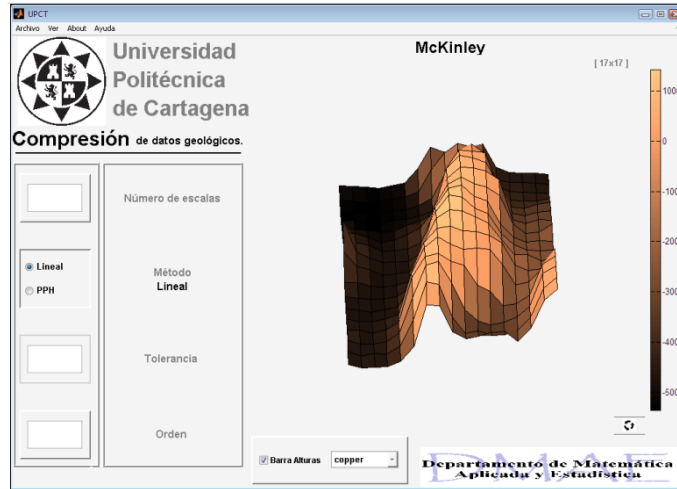 UPCT
Archivo Ver About Ayuda
Universidad
Politécnica
de Cartagena
Compresión de datos geológicos.
Número de escalas
Lineal
PPH
Método
Lineal
Tolerancia
Orden
McKinley
[ 17x17 ]
1000
0
-100
-200
-300
-400
-500
Barra Alturas copper
DMAE
Departamento de Matemática
Aplicada y Estadística